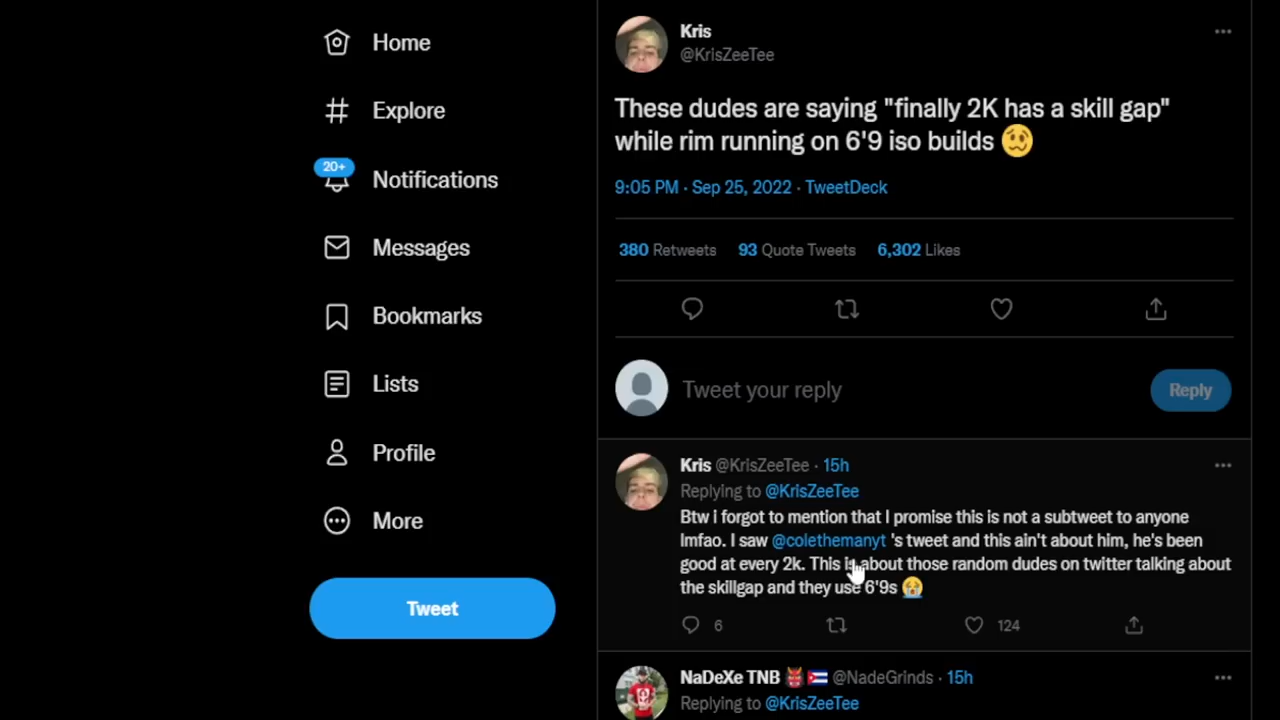 Home
Explore
20+
Notifications
Messages
Bookmarks
Lists
Profile
More
Tweet
Kris
@KrisZeeTee
These dudes are saying "finally 2K has a skill gap"
while rim running on 6'9 iso builds 🥴
9:05 PM · Sep 25, 2022 · TweetDeck
380 Retweets 93 Quote Tweets 6,302 Likes
Tweet your reply
Reply
Kris @KrisZeeTee · 15h
Replying to @KrisZeeTee
Btw i forgot to mention that I promise this is not a subtweet to anyone
lmfao. I saw @colethemanyt 's tweet and this ain't about him, he's been
good at every 2k. This is about those random dudes on twitter talking about
the skillgap and they use 6'9s 😭
6 124
NaDeXe TNB 👹🇨🇺 @NadeGrinds · 15h
Replying to @KrisZeeTee